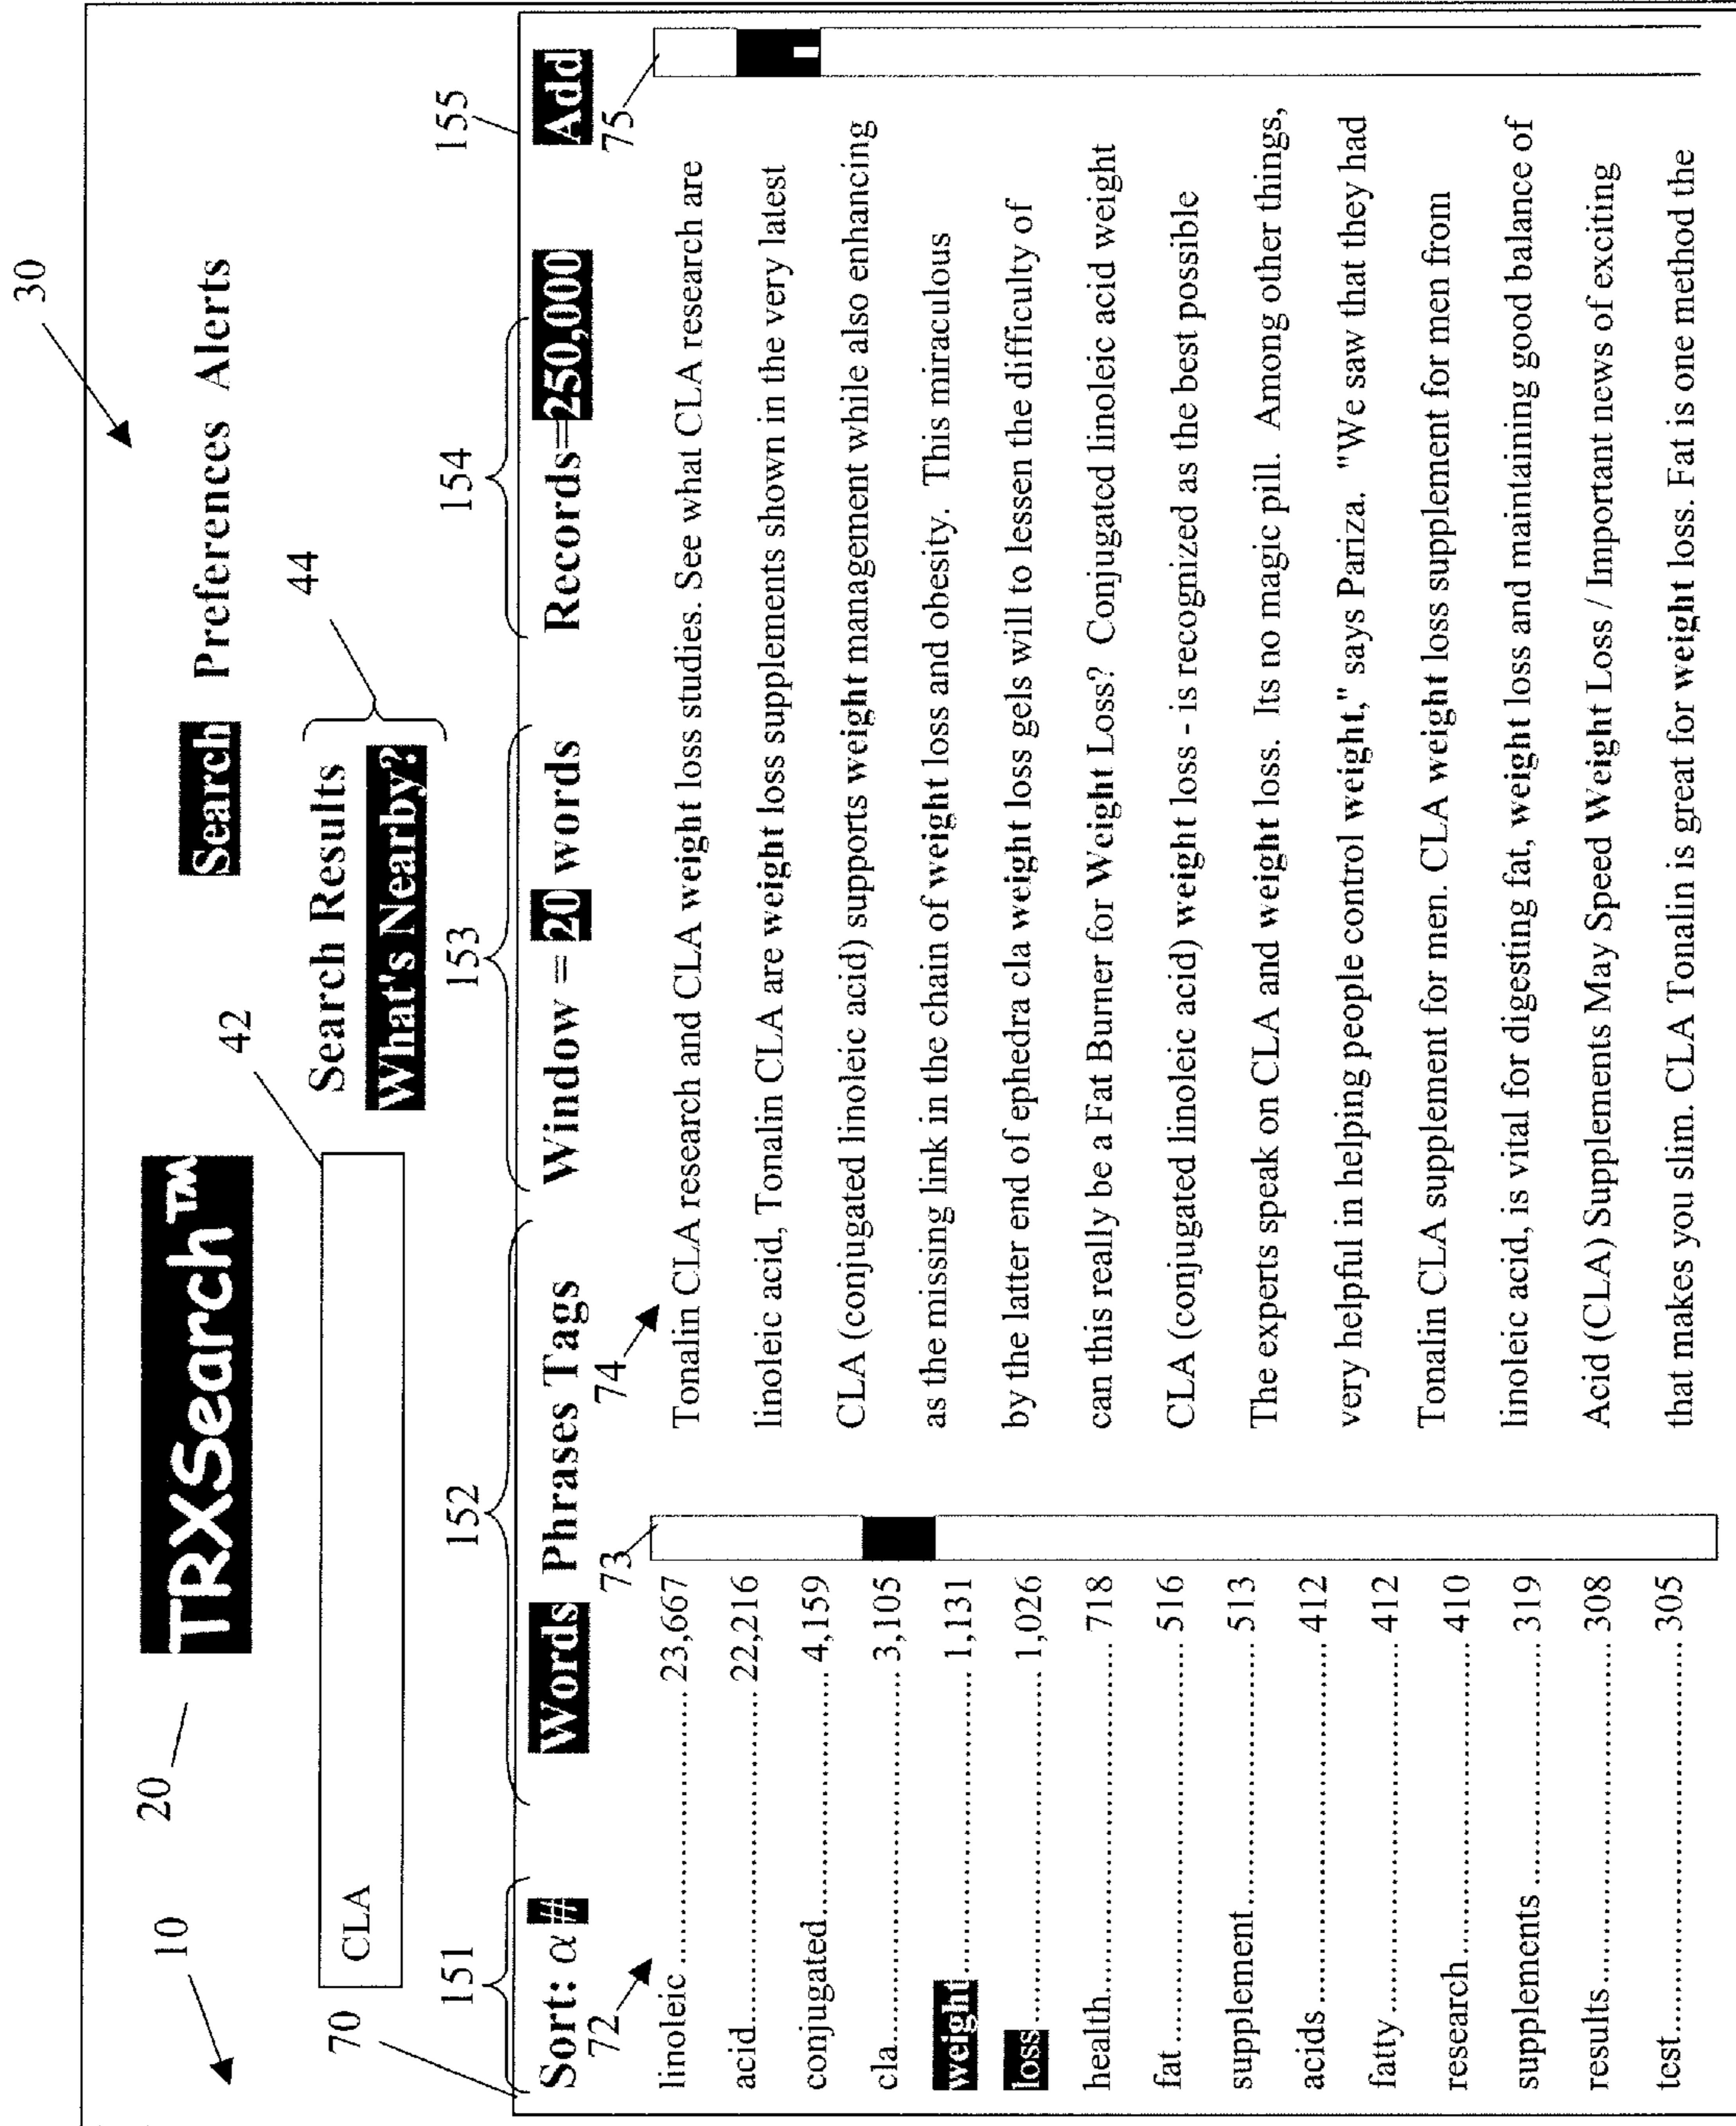 30
10
20
TRXSearch™
Search Preferences Alerts
42
44
CLA
Search Results
What's Nearby?
70
151
152
153
154
155
Sort: α #
Words Phrases Tags
Window = 20 words
Records=250,000
Add
72
73
74
75
linoleic ........................ 23,667
acid............................. 22,216
conjugated..................... 4,159
cla................................. 3,105
weight........................... 1,131
loss................................ 1,026
health............................... 718
fat..................................... 516
supplement....................... 513
acids................................. 412
fatty .................................. 412
research............................ 410
supplements ..................... 319
results............................... 308
test.................................... 305
Tonalin CLA research and CLA weight loss studies. See what CLA research are
linoleic acid, Tonalin CLA are weight loss supplements shown in the very latest
CLA (conjugated linoleic acid) supports weight management while also enhancing
as the missing link in the chain of weight loss and obesity. This miraculous
by the latter end of ephedra cla weight loss gels will to lessen the difficulty of
can this really be a Fat Burner for Weight Loss? Conjugated linoleic acid weight
CLA (conjugated linoleic acid) weight loss - is recognized as the best possible
The experts speak on CLA and weight loss. Its no magic pill. Among other things,
very helpful in helping people control weight," says Pariza. "We saw that they had
Tonalin CLA supplement for men. CLA weight loss supplement for men from
linoleic acid, is vital for digesting fat, weight loss and maintaining good balance of
Acid (CLA) Supplements May Speed Weight Loss / Important news of exciting
that makes you slim. CLA Tonalin is great for weight loss. Fat is one method the